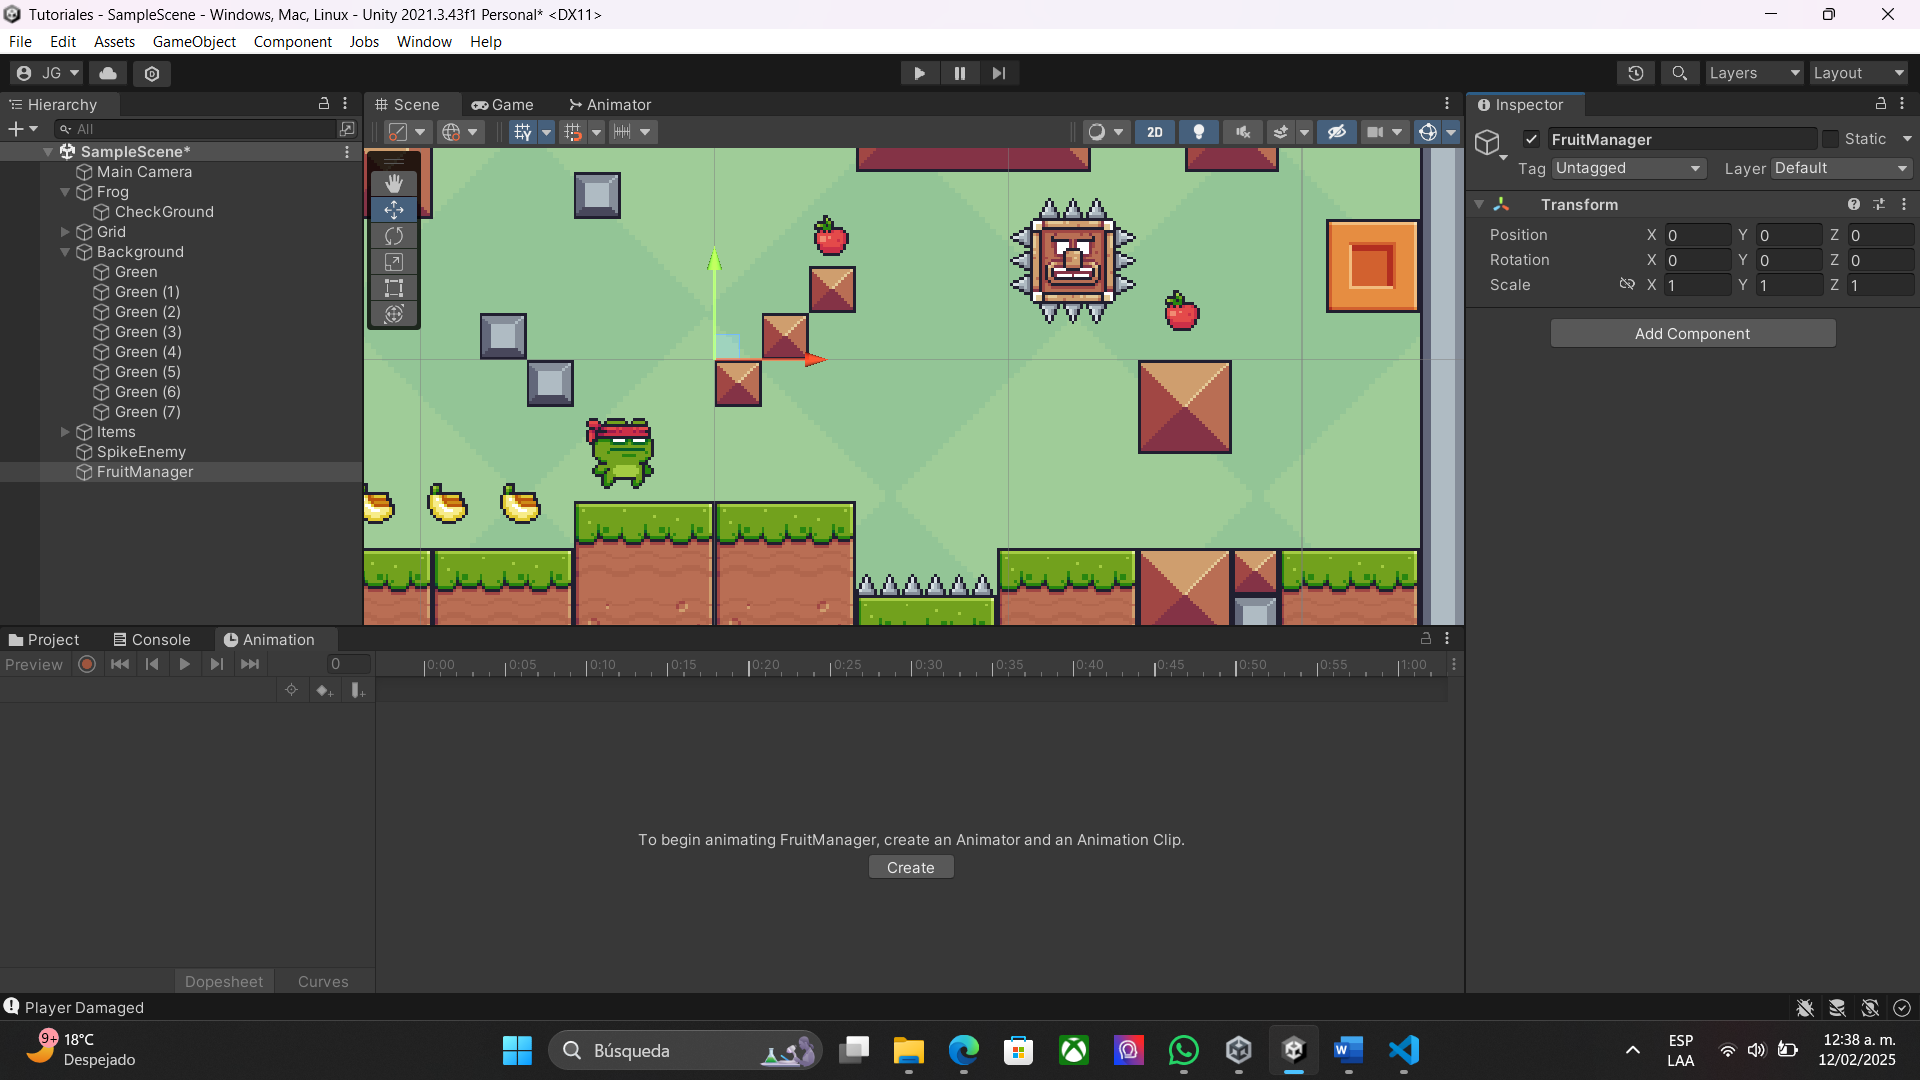 Tutoriales - SampleScene - Windows, Mac, Linux - Unity 2021.3.43f1 Personal* <DX11>
File Edit Assets GameObject Component Jobs Window Help
JG Layers Layout
Hierarchy
All
SampleScene*
Main Camera
Frog
CheckGround
Grid
Background
Green
Green (1)
Green (2)
Green (3)
Green (4)
Green (5)
Green (6)
Green (7)
Items
SpikeEnemy
FruitManager
Scene Game Animator
2D
Inspector
FruitManager Static
Tag Untagged Layer Default
Transform
Position X 0 Y 0 Z 0
Rotation X 0 Y 0 Z 0
Scale X 1 Y 1 Z 1
Add Component
Project Console Animation
Preview 0 0:00 0:05 0:10 0:15 0:20 0:25 0:30 0:35 0:40 0:45 0:50 0:55 1:00
To begin animating FruitManager, create an Animator and an Animation Clip.
Create
Dopesheet Curves
Player Damaged
9+
18°C
Despejado
Búsqueda
ESP
LAA
12:38 a. m.
12/02/2025